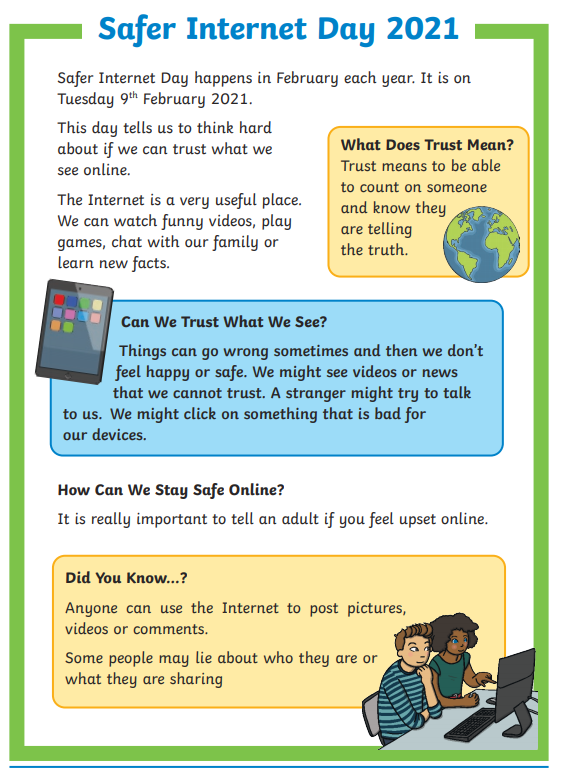 Safer Internet Day 2021
Safer Internet Day happens in February each year. It is on
Tuesday 9th February 2021.
This day tells us to think hard
about if we can trust what we
see online.
The Internet is a very useful place.
We can watch funny videos, play
games, chat with our family or
learn new facts.
What Does Trust Mean?
Trust means to be able
to count on someone
and know they
are telling
the truth.
Can We Trust What We See?
Things can go wrong sometimes and then we don't
feel happy or safe. We might see videos or news
that we cannot trust. A stranger might try to talk
to us. We might click on something that is bad for
our devices.
How Can We Stay Safe Online?
It is really important to tell an adult if you feel upset online.
Did You Know...?
Anyone can use the Internet to post pictures,
videos or comments.
Some people may lie about who they are or
what they are sharing